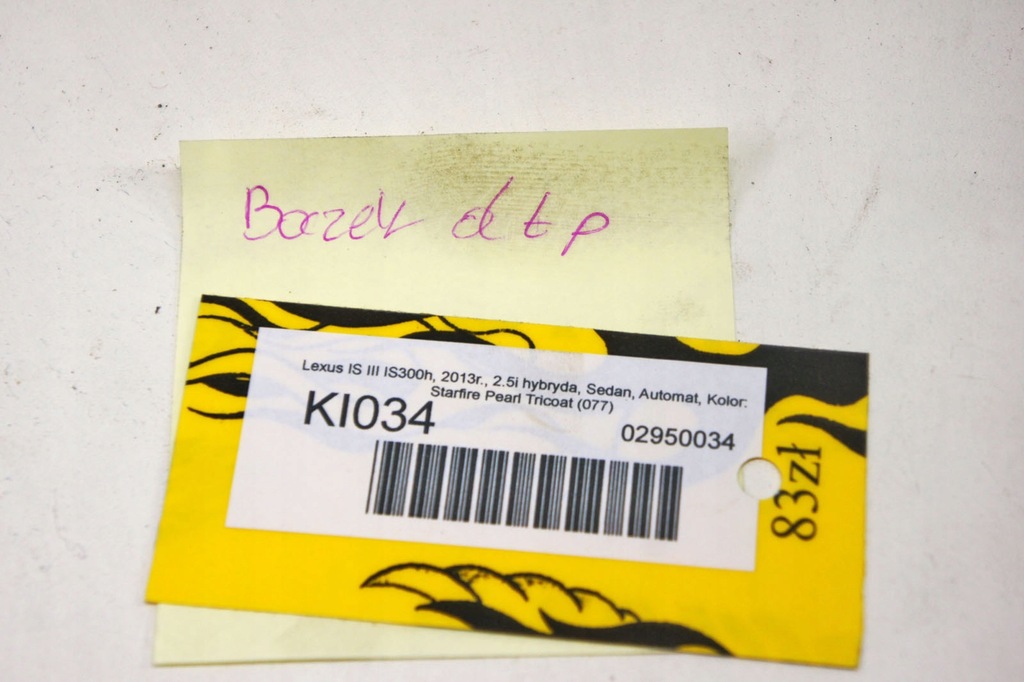 Boczek d t p
Lexus IS III IS300h, 2013r., 2.5i hybryda, Sedan, Automat, Kolor:
Starfire Pearl Tricoat (077)
KI034
02950034
83zł